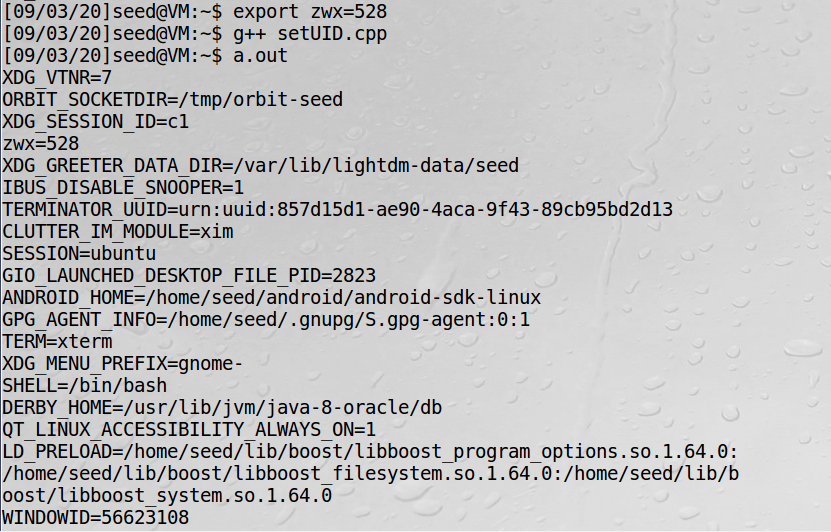 [09/03/20]seed@VM:~$ export zwx=528
[09/03/20]seed@VM:~$ g++ setUID.cpp
[09/03/20]seed@VM:~$ a.out
XDG_VTNR=7
ORBIT_SOCKETDIR=/tmp/orbit-seed
XDG_SESSION_ID=c1
zwx=528
XDG_GREETER_DATA_DIR=/var/lib/lightdm-data/seed
IBUS_DISABLE_SNOOPER=1
TERMINATOR_UUID=urn:uuid:857d15d1-ae90-4aca-9f43-89cb95bd2d13
CLUTTER_IM_MODULE=xim
SESSION=ubuntu
GIO_LAUNCHED_DESKTOP_FILE_PID=2823
ANDROID_HOME=/home/seed/android/android-sdk-linux
GPG_AGENT_INFO=/home/seed/.gnupg/S.gpg-agent:0:1
TERM=xterm
XDG_MENU_PREFIX=gnome-
SHELL=/bin/bash
DERBY_HOME=/usr/lib/jvm/java-8-oracle/db
QT_LINUX_ACCESSIBILITY_ALWAYS_ON=1
LD_PRELOAD=/home/seed/lib/boost/libboost_program_options.so.1.64.0:
/home/seed/lib/boost/libboost_filesystem.so.1.64.0:/home/seed/lib/b
oost/libboost_system.so.1.64.0
WINDOWID=56623108